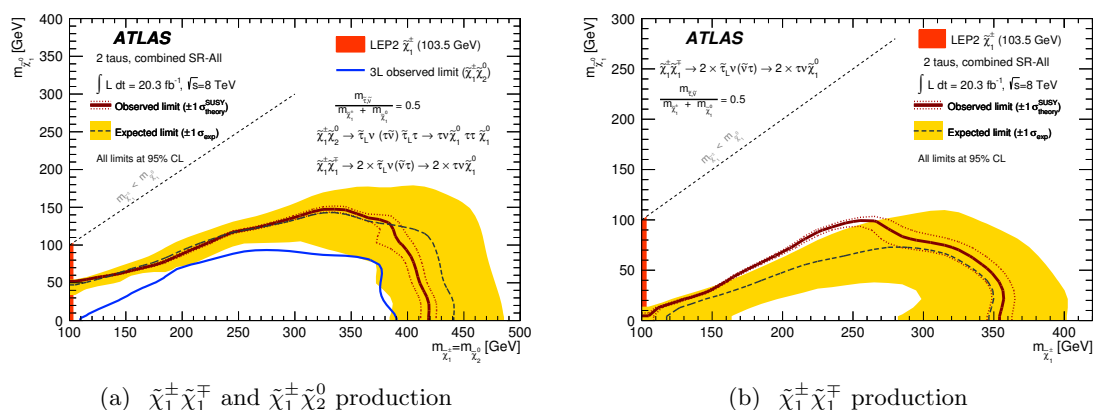 ATLAS
2 taus, combined SR-All
∫ L dt = 20.3 fb⁻¹, √s=8 TeV
Observed limit (±1 σ^SUSY_theory)
Expected limit (±1 σ_exp)
All limits at 95% CL
LEP2 χ̃₁^± (103.5 GeV)
3L observed limit (χ̃₁^± χ̃₂⁰)
m_τ̃,ν̃ / (m_χ̃₁^± + m_χ̃₁⁰) = 0.5
χ̃₁^± χ̃₂⁰ → τ̃_L ν (τν̃) τ̃_L τ → τν χ̃₁⁰ ττ χ̃₁⁰
χ̃₁^± χ̃₁^∓ → 2 × τ̃_L ν(ν̃τ) → 2 × τν χ̃₁⁰
m_χ̃₁^± < m_χ̃₁⁰
m_χ̃₁⁰ [GeV]
400
350
300
250
200
150
100
50
0
100 150 200 250 300 350 400 450 500
m_χ̃₁^± = m_χ̃₂⁰ [GeV]
(a) χ̃₁^± χ̃₁^∓ and χ̃₁^± χ̃₂⁰ production
ATLAS
χ̃₁^± χ̃₁^∓ → 2 × τ̃_L ν(ν̃τ) → 2 × τν χ̃₁⁰
m_τ̃,ν̃ / (m_χ̃₁^± + m_χ̃₁⁰) = 0.5
LEP2 χ̃₁^± (103.5 GeV)
2 taus, combined SR-All
∫ L dt = 20.3 fb⁻¹, √s=8 TeV
Observed limit (±1 σ^SUSY_theory)
Expected limit (±1 σ_exp)
All limits at 95% CL
m_χ̃₁^± < m_χ̃₁⁰
m_χ̃₁⁰ [GeV]
300
250
200
150
100
50
0
100 150 200 250 300 350 400
m_χ̃₁^± [GeV]
(b) χ̃₁^± χ̃₁^∓ production